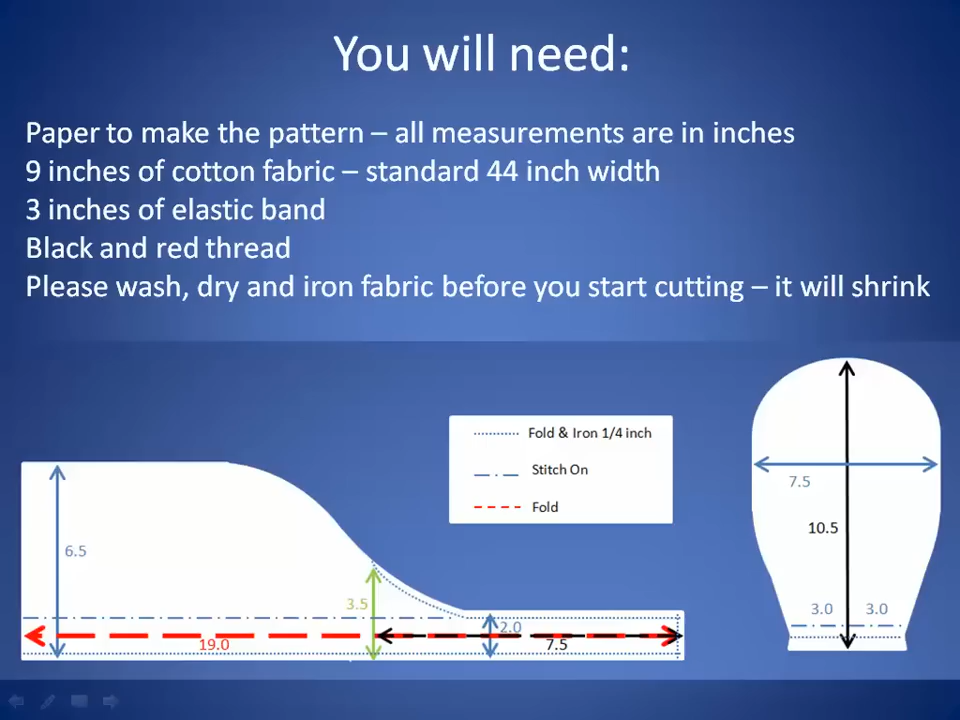 You will need:
Paper to make the pattern – all measurements are in inches
9 inches of cotton fabric – standard 44 inch width
3 inches of elastic band
Black and red thread
Please wash, dry and iron fabric before you start cutting – it will shrink
Fold & Iron 1/4 inch
Stitch On
Fold
6.5
3.5
2.0
19.0
7.5
7.5
10.5
3.0 3.0